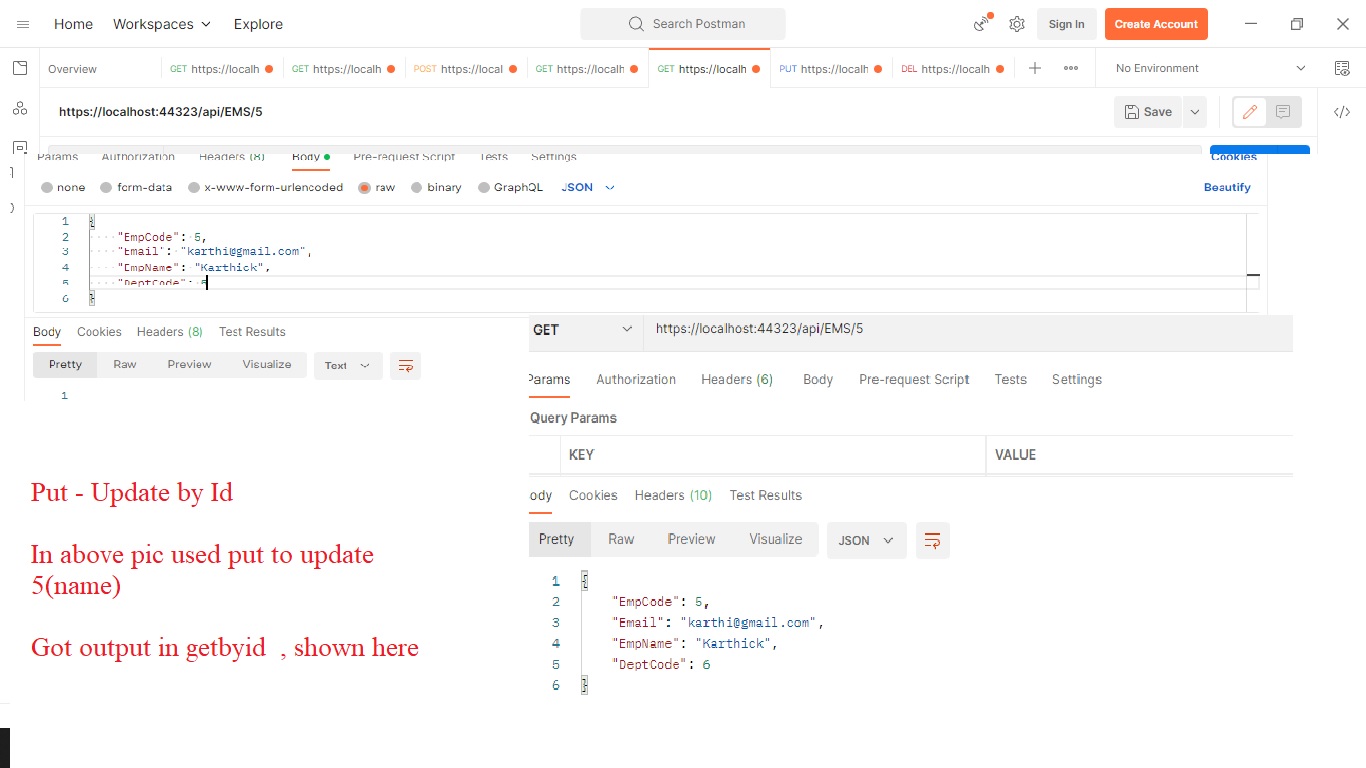 Home Workspaces Explore Search Postman Sign In Create Account
Overview GET https://localh GET https://localh POST https://local GET https://localh GET https://localh PUT https://localh DEL https://localh No Environment
https://localhost:44323/api/EMS/5 Save
Params Authorization Headers (8) Body Pre-request Script Tests Settings Cookies
none form-data x-www-form-urlencoded raw binary GraphQL JSON Beautify
1 {
2 "EmpCode": 5,
3 "Email": "karthi@gmail.com",
4 "EmpName": "Karthick",
5 "DeptCode": 6
6 }
Body Cookies Headers (8) Test Results
Pretty Raw Preview Visualize Text
1
GET https://localhost:44323/api/EMS/5
Params Authorization Headers (6) Body Pre-request Script Tests Settings
Query Params
KEY VALUE
ody Cookies Headers (10) Test Results
Pretty Raw Preview Visualize JSON
1 {
2 "EmpCode": 5,
3 "Email": "karthi@gmail.com",
4 "EmpName": "Karthick",
5 "DeptCode": 6
6 }
Put - Update by Id
In above pic used put to update
5(name)
Got output in getbyid , shown here